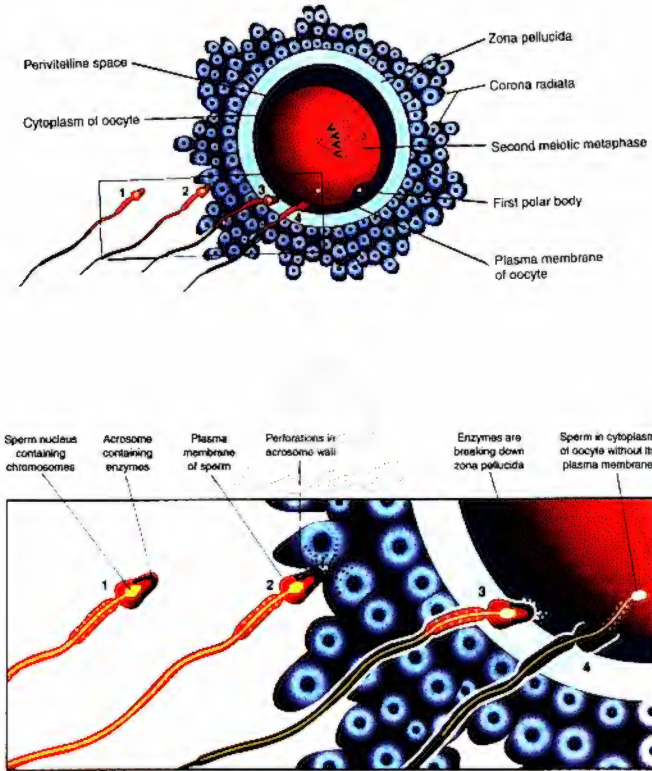 Zona pellucida
Perivitelline space
Corona radiata
Cytoplasm of oocyte
Second meiotic metaphase
1
2
3
4
First polar body
Plasma membrane
of oocyte
Sperm nucleus
containing
chromosomes
Acrosome
containing
enzymes
Plasma
membrane
of sperm
Perforations in
acrosome wall
Enzymes are
breaking down
zona pellucida
Sperm in cytoplasm
of oocyte without its
plasma membrane
1
2
3
4